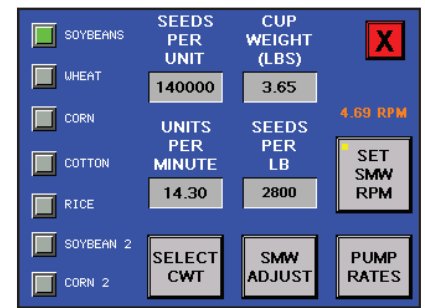 SOYBEANS
WHEAT
CORN
COTTON
RICE
SOYBEAN 2
CORN 2
SEEDS
PER
UNIT
140000
CUP
WEIGHT
(LBS)
3.65
X
4.69 RPM
UNITS
PER
MINUTE
14.30
SEEDS
PER
LB
2800
SET
SMW
RPM
SELECT
CWT
SMW
ADJUST
PUMP
RATES